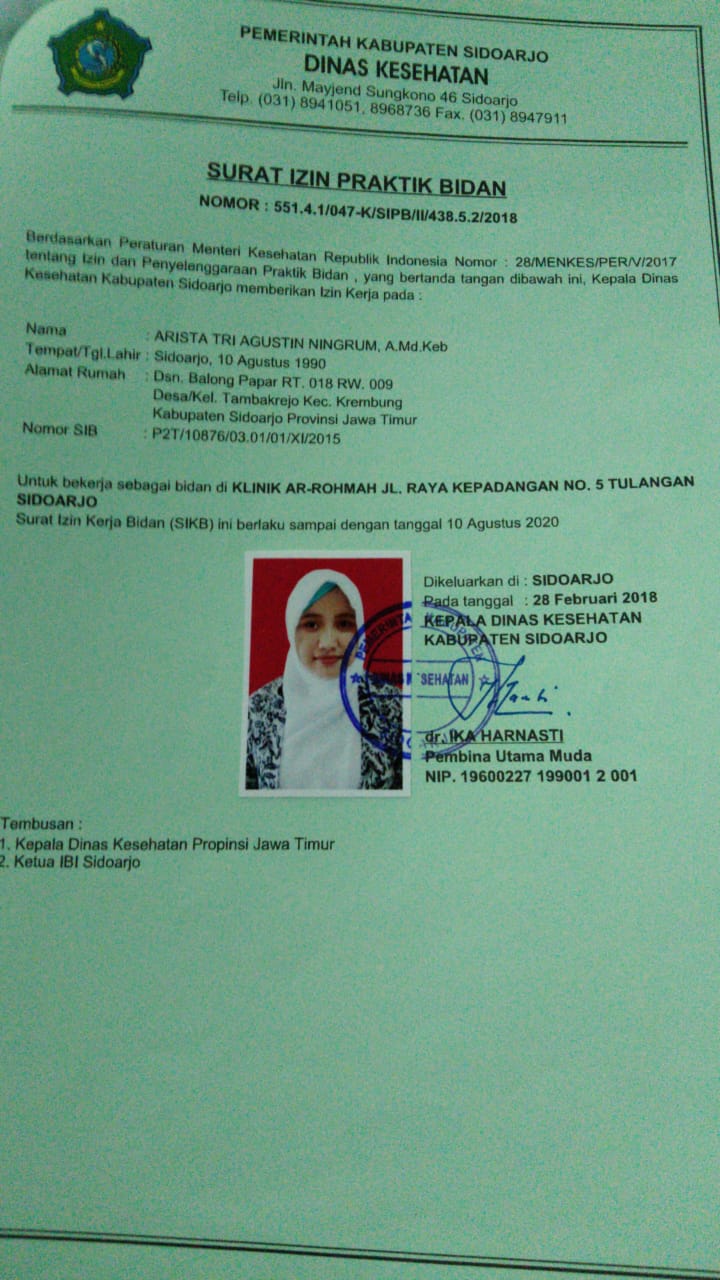 PEMERINTAH KABUPATEN SIDOARJO
DINAS KESEHATAN
Jln. Mayjend Sungkono 46 Sidoarjo
Telp. (031) 8941051, 8968736 Fax. (031) 8947911
SURAT IZIN PRAKTIK BIDAN
NOMOR : 551.4.1/047-K/SIPB/II/438.5.2/2018
Berdasarkan Peraturan Menteri Kesehatan Republik Indonesia Nomor : 28/MENKES/PER/V/2017
tentang Izin dan Penyelenggaraan Praktik Bidan , yang bertanda tangan dibawah ini, Kepala Dinas
Kesehatan Kabupaten Sidoarjo memberikan Izin Kerja pada :
Nama : ARISTA TRI AGUSTIN NINGRUM, A.Md.Keb
Tempat/Tgl.Lahir : Sidoarjo, 10 Agustus 1990
Alamat Rumah : Dsn. Balong Papar RT. 018 RW. 009
Desa/Kel. Tambakrejo Kec. Krembung
Kabupaten Sidoarjo Provinsi Jawa Timur
Nomor SIB : P2T/10876/03.01/01/XI/2015
Untuk bekerja sebagai bidan di KLINIK AR-ROHMAH JL. RAYA KEPADANGAN NO. 5 TULANGAN
SIDOARJO
Surat Izin Kerja Bidan (SIKB) ini berlaku sampai dengan tanggal 10 Agustus 2020
Dikeluarkan di : SIDOARJO
Pada tanggal : 28 Februari 2018
KEPALA DINAS KESEHATAN
KABUPATEN SIDOARJO
PEMERINTAH KABUPATEN
DINAS KESEHATAN
SIDOARJO
dr. IKA HARNASTI
Pembina Utama Muda
NIP. 19600227 199001 2 001
Tembusan :
1. Kepala Dinas Kesehatan Propinsi Jawa Timur
2. Ketua IBI Sidoarjo